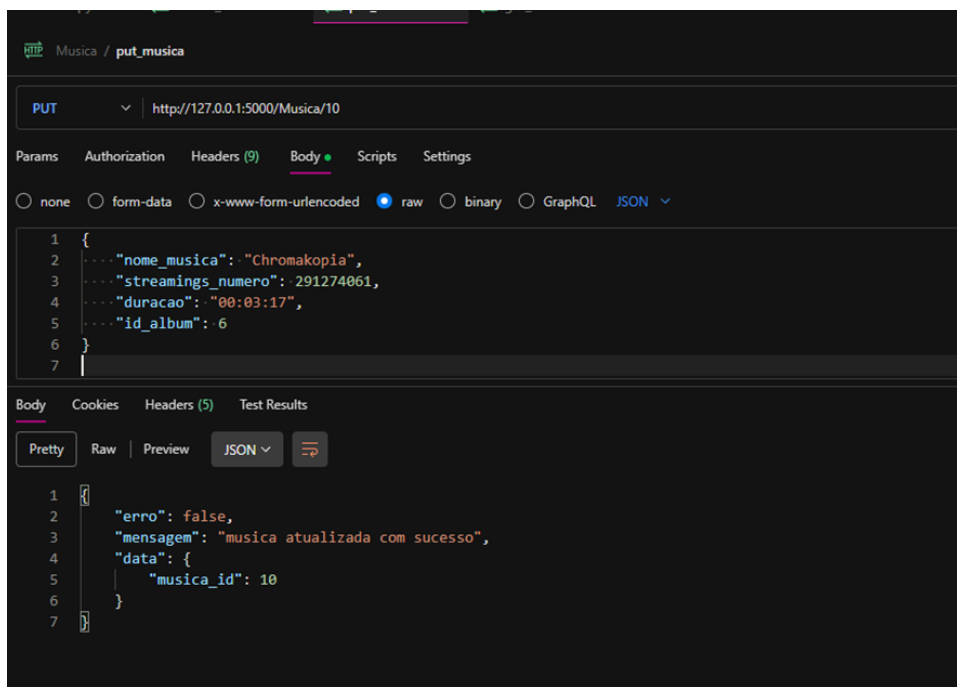 HTTP Musica / put_musica
PUT http://127.0.0.1:5000/Musica/10
Params Authorization Headers (9) Body Scripts Settings
none form-data x-www-form-urlencoded raw binary GraphQL JSON
1 {
2 ····"nome_musica":·"Chromakopia",
3 ····"streamings_numero":·291274061,
4 ····"duracao":·"00:03:17",
5 ····"id_album":·6
6 }
7
Body Cookies Headers (5) Test Results
Pretty Raw Preview JSON
1 {
2 "erro": false,
3 "mensagem": "musica atualizada com sucesso",
4 "data": {
5 "musica_id": 10
6 }
7 }